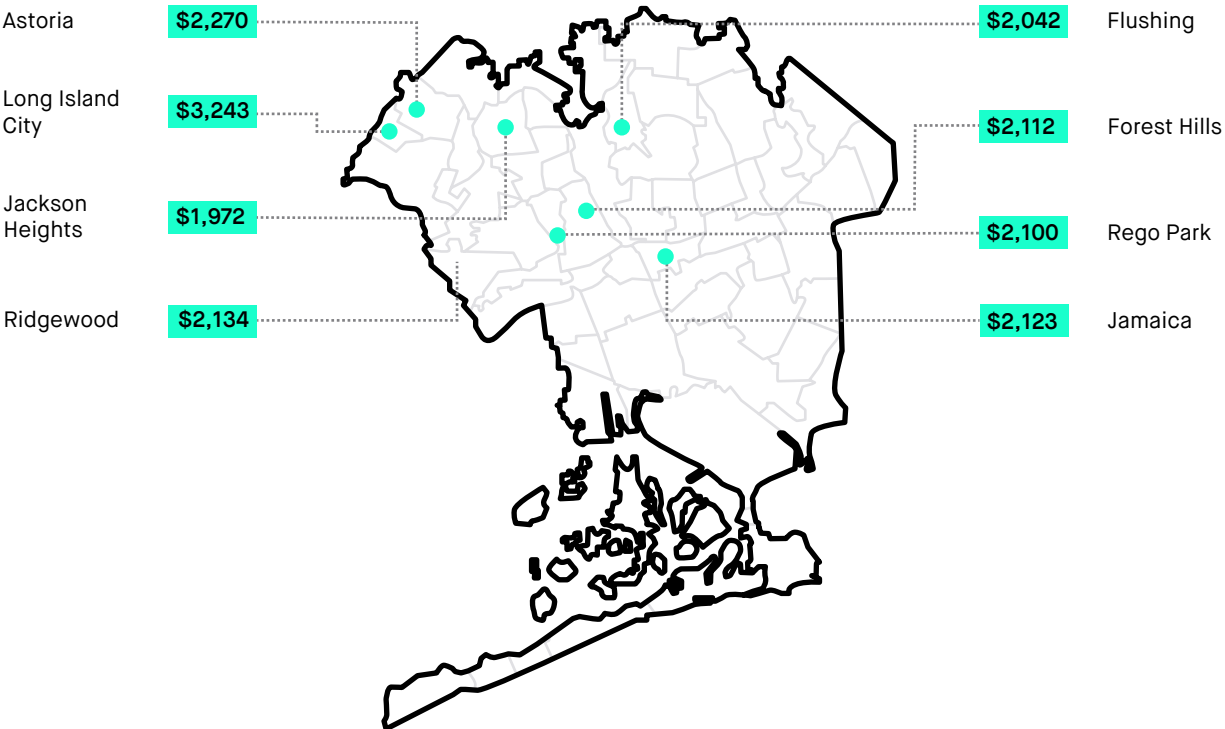 Astoria
$2,270
Long Island
City
$3,243
Jackson
Heights
$1,972
Ridgewood
$2,134
$2,042
Flushing
$2,112
Forest Hills
$2,100
Rego Park
$2,123
Jamaica